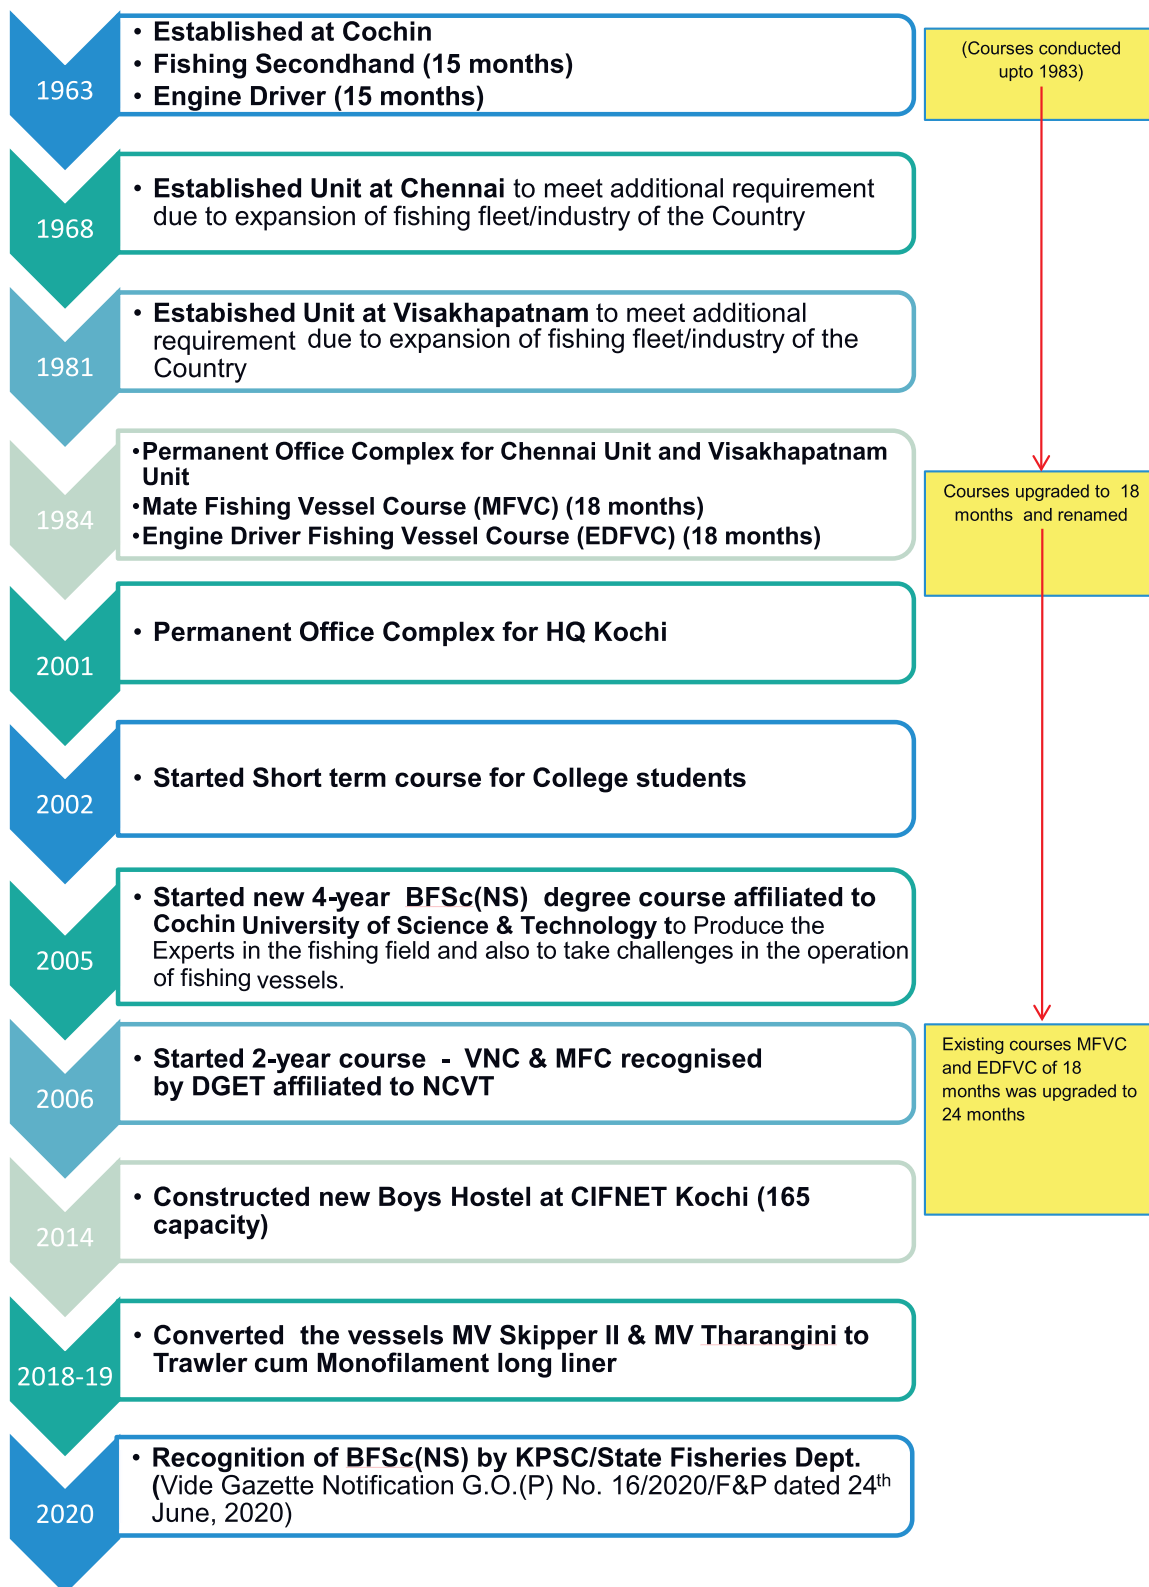 1963
• Established at Cochin
• Fishing Secondhand (15 months)
• Engine Driver (15 months)
(Courses conducted
upto 1983)
1968
• Established Unit at Chennai to meet additional requirement
due to expansion of fishing fleet/industry of the Country
1981
• Estabished Unit at Visakhapatnam to meet additional
requirement due to expansion of fishing fleet/industry of the
Country
1984
•Permanent Office Complex for Chennai Unit and Visakhapatnam
Unit
•Mate Fishing Vessel Course (MFVC) (18 months)
•Engine Driver Fishing Vessel Course (EDFVC) (18 months)
Courses upgraded to 18
months and renamed
2001
• Permanent Office Complex for HQ Kochi
2002
• Started Short term course for College students
2005
• Started new 4-year BFSc(NS) degree course affiliated to
Cochin University of Science & Technology to Produce the
Experts in the fishing field and also to take challenges in the operation
of fishing vessels.
2006
• Started 2-year course - VNC & MFC recognised
by DGET affiliated to NCVT
Existing courses MFVC
and EDFVC of 18
months was upgraded to
24 months
2014
• Constructed new Boys Hostel at CIFNET Kochi (165
capacity)
2018-19
• Converted the vessels MV Skipper II & MV Tharangini to
Trawler cum Monofilament long liner
2020
• Recognition of BFSc(NS) by KPSC/State Fisheries Dept.
(Vide Gazette Notification G.O.(P) No. 16/2020/F&P dated 24th
June, 2020)